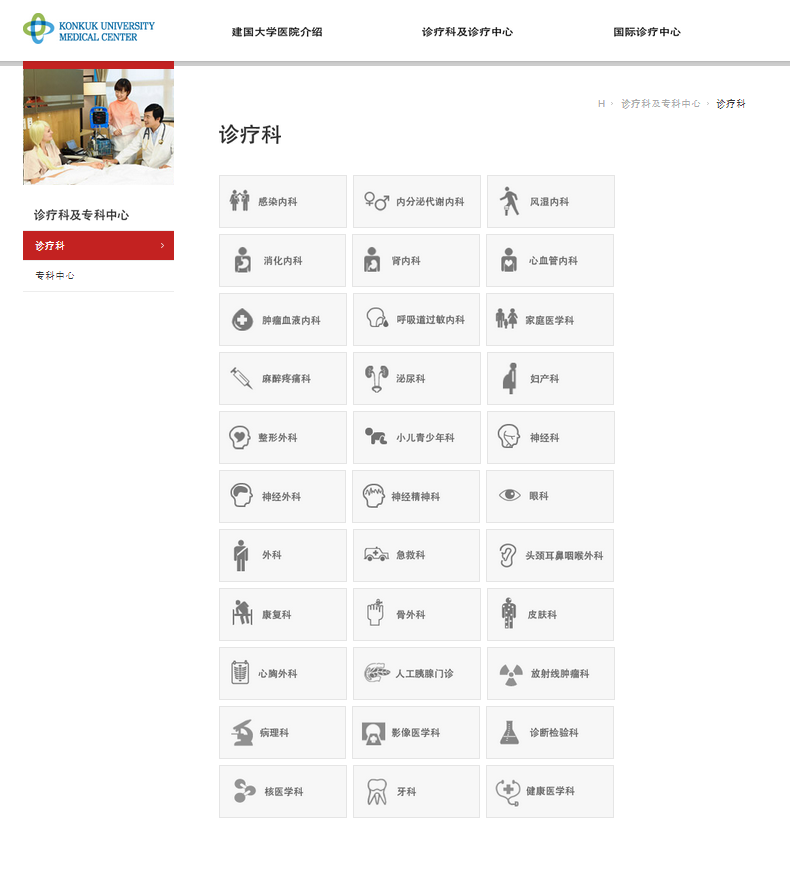 KONKUK UNIVERSITY
MEDICAL CENTER
建国大学医院介绍
诊疗科及诊疗中心
国际诊疗中心
H › 诊疗科及专科中心 › 诊疗科
诊疗科
诊疗科及专科中心
诊疗科 ›
专科中心
感染内科
内分泌代谢内科
风湿内科
消化内科
肾内科
心血管内科
肿瘤血液内科
呼吸道过敏内科
家庭医学科
麻醉疼痛科
泌尿科
妇产科
整形外科
小儿青少年科
神经科
神经外科
神经精神科
眼科
外科
急救科
头颈耳鼻咽喉外科
康复科
骨外科
皮肤科
心胸外科
人工胰腺门诊
放射线肿瘤科
病理科
影像医学科
诊断检验科
核医学科
牙科
健康医学科